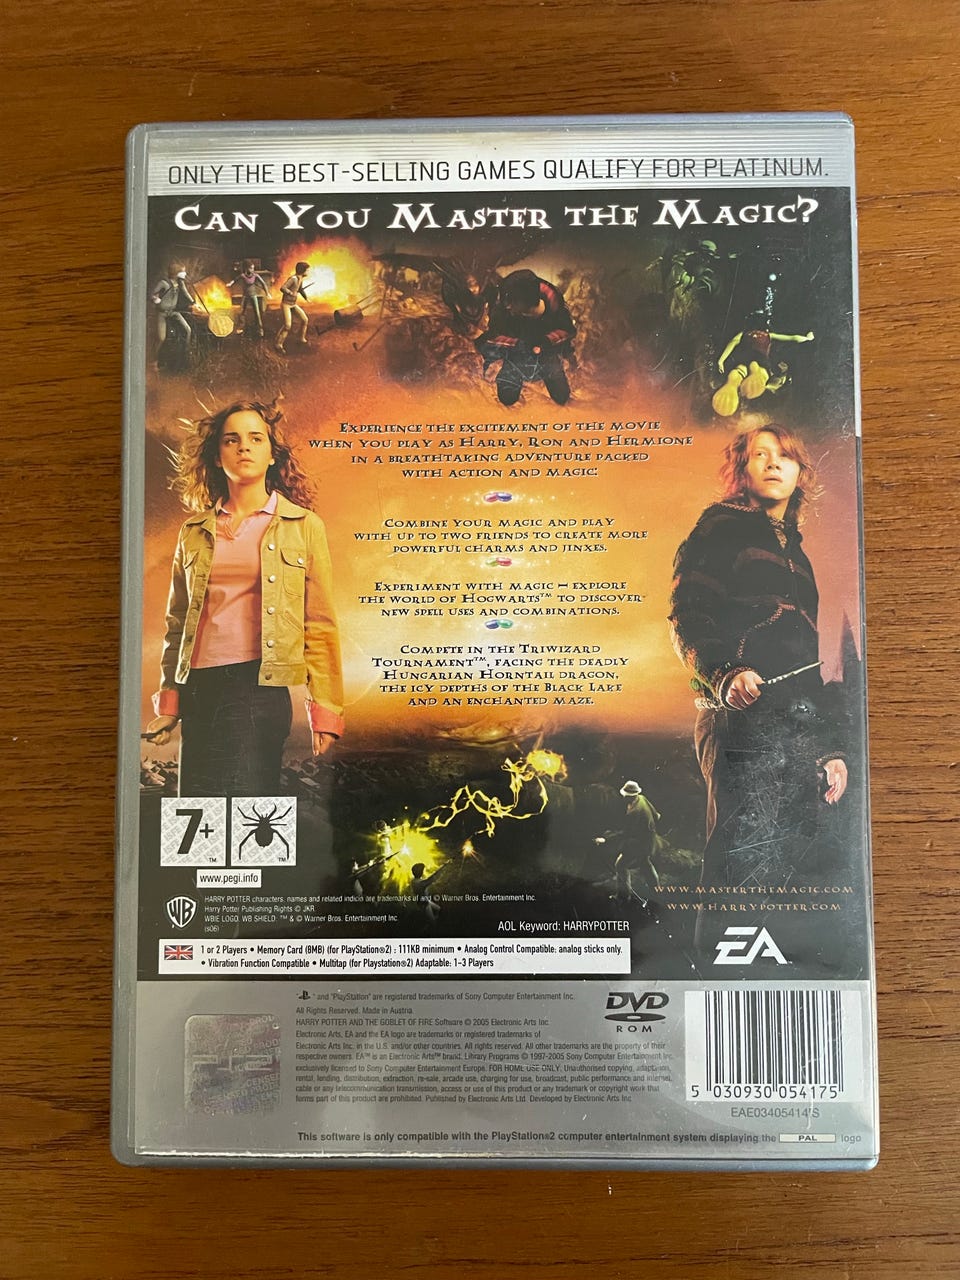 ONLY THE BEST-SELLING GAMES QUALIFY FOR PLATINUM.
CAN YOU MASTER THE MAGIC?
EXPERIENCE THE EXCITEMENT OF THE MOVIE
WHEN YOU PLAY AS HARRY, RON AND HERMIONE
IN A BREATHTAKING ADVENTURE PACKED
WITH ACTION AND MAGIC:
COMBINE YOUR MAGIC AND PLAY
WITH UP TO TWO FRIENDS TO CREATE MORE
POWERFUL CHARMS AND JINXES.
EXPERIMENT WITH MAGIC – EXPLORE
THE WORLD OF HOGWARTS™ TO DISCOVER
NEW SPELL USES AND COMBINATIONS.
COMPETE IN THE TRIWIZARD
TOURNAMENT™, FACING THE DEADLY
HUNGARIAN HORNTAIL DRAGON,
THE ICY DEPTHS OF THE BLACK LAKE
AND AN ENCHANTED MAZE.
7+
www.pegi.info
WWW.MASTERTHEMAGIC.COM
WWW.HARRYPOTTER.COM
WB
HARRY POTTER characters, names and related indicia are trademarks of and © Warner Bros. Entertainment Inc.
Harry Potter Publishing Rights © JKR.
WBIE LOGO, WB SHIELD: ™ & © Warner Bros. Entertainment Inc.
(s06)
AOL Keyword: HARRYPOTTER
EA
1 or 2 Players • Memory Card (8MB) (for PlayStation®2) : 111KB minimum • Analog Control Compatible: analog sticks only.
• Vibration Function Compatible • Multitap (for Playstation®2) Adaptable: 1-3 Players
" and "PlayStation" are registered trademarks of Sony Computer Entertainment Inc.
All Rights Reserved. Made in Austria
HARRY POTTER AND THE GOBLET OF FIRE Software © 2005 Electronic Arts Inc.
Electronic Arts, EA and the EA logo are trademarks or registered trademarks of
Electronic Arts Inc. in the U.S. and/or other countries. All rights reserved. All other trademarks are the property of their
respective owners. EA™ is an Electronic Arts™ brand. Library Programs © 1997-2005 Sony Computer Entertainment Inc.
exclusively licensed to Sony Computer Entertainment Europe. FOR HOME USE ONLY. Unauthorised copying, adaptation,
rental, lending, distribution, extraction, re-sale, arcade use, charging for use, broadcast, public performance and internet,
cable or any telecommunication transmission, access or use of this product or any trademark or copyright work that
forms part of this product are prohibited. Published by Electronic Arts Ltd. Developed by Electronic Arts Inc.
DVD
ROM
5 030930 054175
EAE03405414IS
This software is only compatible with the PlayStation®2 computer entertainment system displaying the PAL logo